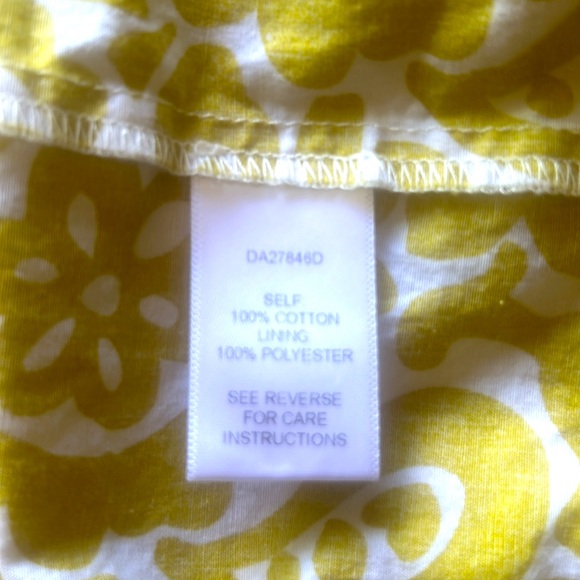 DA27846D
SELF:
100% COTTON
LINING
100% POLYESTER
SEE REVERSE
FOR CARE
INSTRUCTIONS